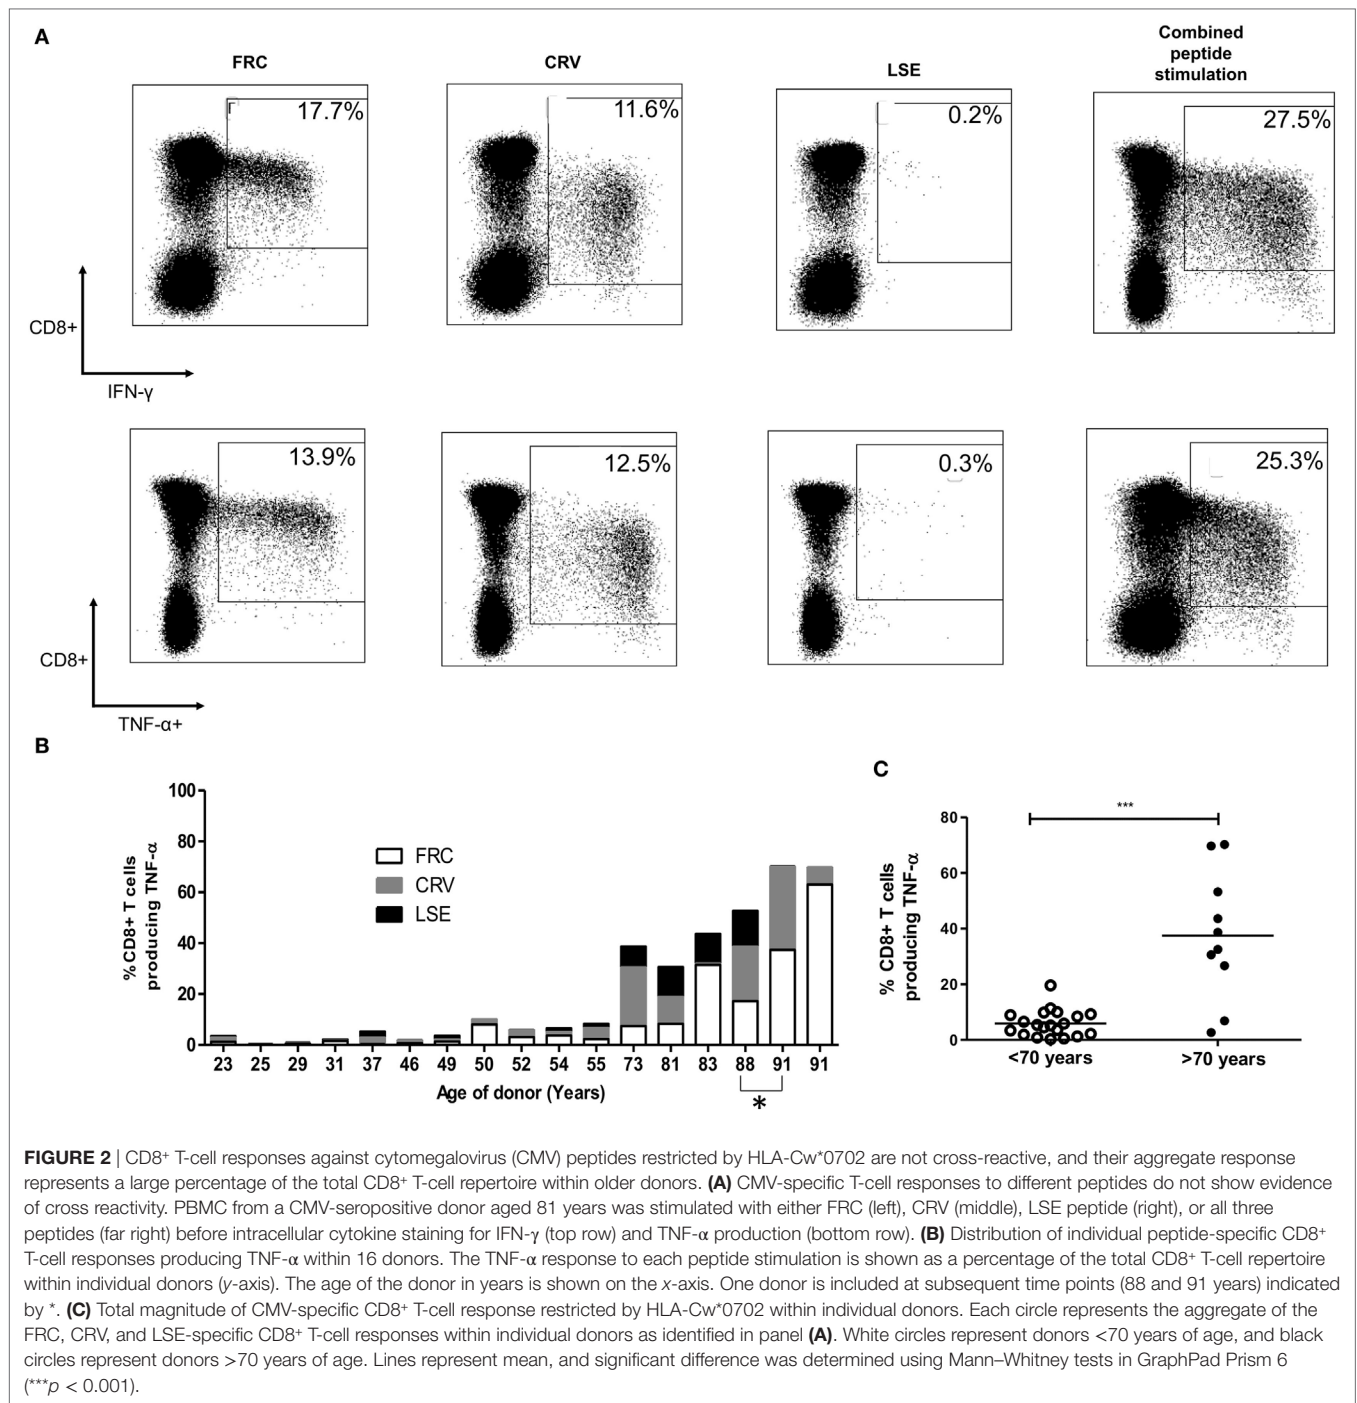 A
FRC
CRV
LSE
Combined
peptide
stimulation
17.7%
11.6%
0.2%
27.5%
CD8+
IFN-γ
13.9%
12.5%
0.3%
25.3%
CD8+
TNF-α+
B
%CD8+ T cells
producing TNF-α
100
80
60
40
20
0
FRC
CRV
LSE
23 25 29 31 37 46 49 50 52 54 55 73 81 83 88 91 91
Age of donor (Years)
*
C
% CD8+ T cells
producing TNF-α
80
60
40
20
0
***
<70 years >70 years
FIGURE 2 | CD8+ T-cell responses against cytomegalovirus (CMV) peptides restricted by HLA-Cw*0702 are not cross-reactive, and their aggregate response
represents a large percentage of the total CD8+ T-cell repertoire within older donors. (A) CMV-specific T-cell responses to different peptides do not show evidence
of cross reactivity. PBMC from a CMV-seropositive donor aged 81 years was stimulated with either FRC (left), CRV (middle), LSE peptide (right), or all three
peptides (far right) before intracellular cytokine staining for IFN-γ (top row) and TNF-α production (bottom row). (B) Distribution of individual peptide-specific CD8+
T-cell responses producing TNF-α within 16 donors. The TNF-α response to each peptide stimulation is shown as a percentage of the total CD8+ T-cell repertoire
within individual donors (y-axis). The age of the donor in years is shown on the x-axis. One donor is included at subsequent time points (88 and 91 years) indicated
by *. (C) Total magnitude of CMV-specific CD8+ T-cell response restricted by HLA-Cw*0702 within individual donors. Each circle represents the aggregate of the
FRC, CRV, and LSE-specific CD8+ T-cell responses within individual donors as identified in panel (A). White circles represent donors <70 years of age, and black
circles represent donors >70 years of age. Lines represent mean, and significant difference was determined using Mann–Whitney tests in GraphPad Prism 6
(***p < 0.001).